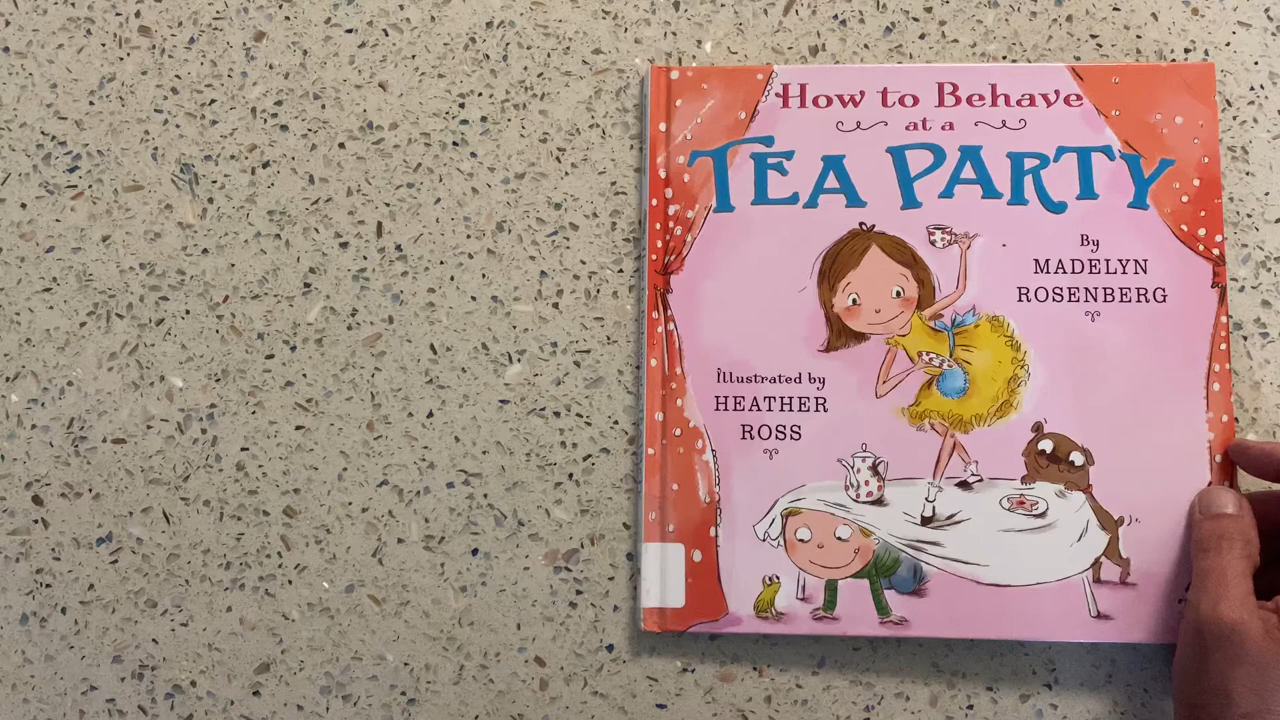 How to Behave
at a
TEA PARTY
By
MADELYN
ROSENBERG
Illustrated by
HEATHER
ROSS